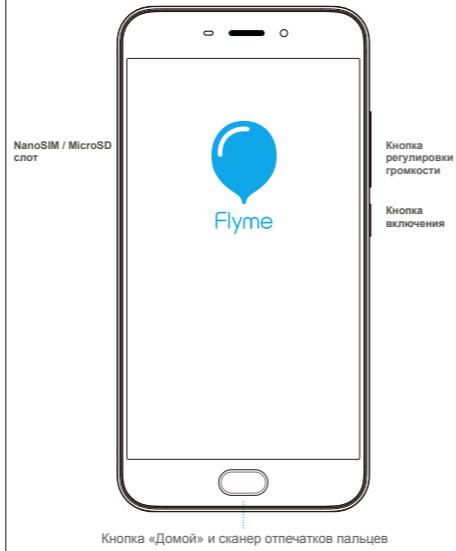 NanoSIM / MicroSD
слот
Кнопка
регулировки
громкости
Кнопка
включения
Flyme
Кнопка «Домой» и сканер отпечатков пальцев